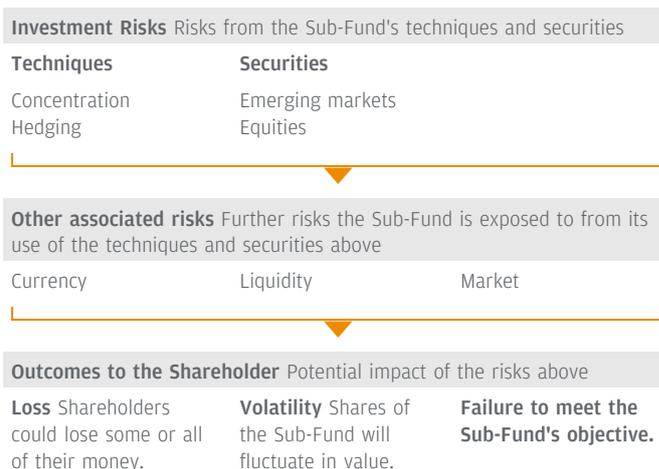 Investment Risks Risks from the Sub-Fund's techniques and securities
Techniques Securities
Concentration Emerging markets
Hedging Equities
Other associated risks Further risks the Sub-Fund is exposed to from its
use of the techniques and securities above
Currency Liquidity Market
Outcomes to the Shareholder Potential impact of the risks above
Loss Shareholders
could lose some or all
of their money.
Volatility Shares of
the Sub-Fund will
fluctuate in value.
Failure to meet the
Sub-Fund's objective.